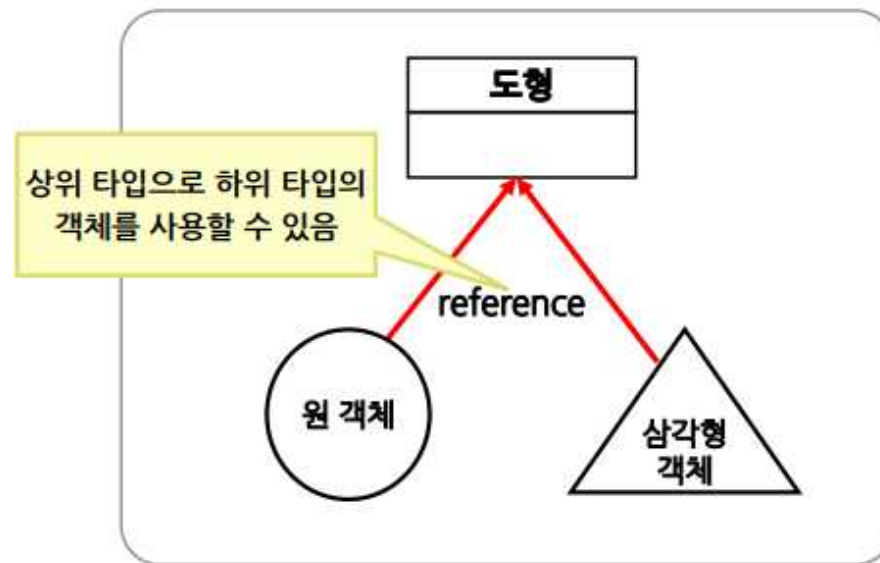 도형
상위 타입으로 하위 타입의
객체를 사용할 수 있음
reference
원 객체
삼각형
객체